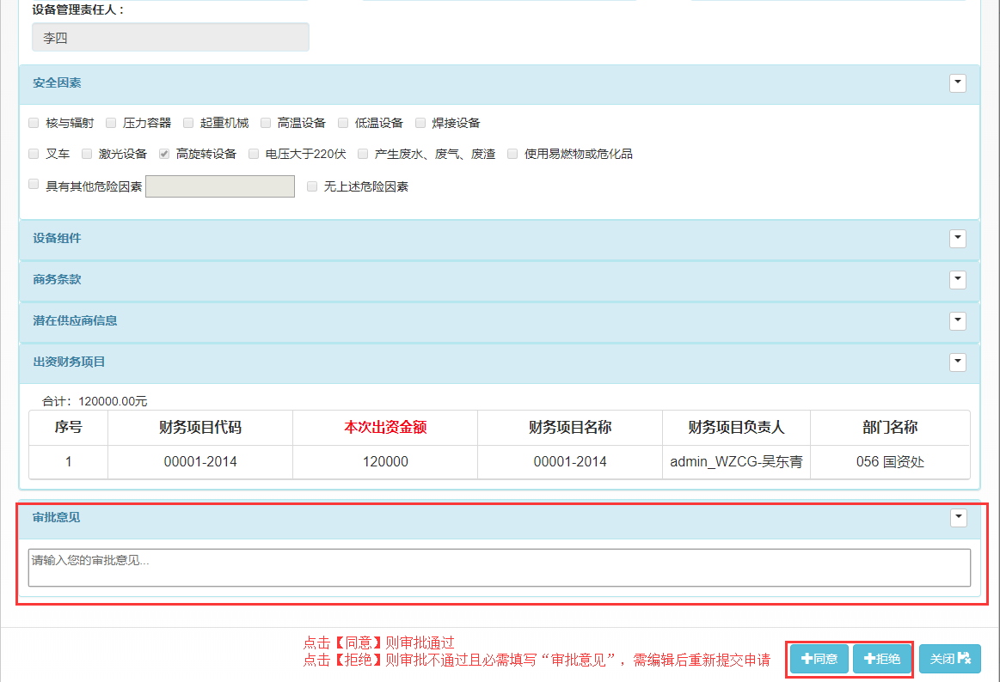 设备管理责任人：
李四
安全因素
核与辐射 压力容器 起重机械 高温设备 低温设备 焊接设备
叉车 激光设备 高旋转设备 电压大于220伏 产生废水、废气、废渣 使用易燃物或危化品
具有其他危险因素 无上述危险因素
设备组件
商务条款
潜在供应商信息
出资财务项目
合计：120000.00元
序号 财务项目代码 本次出资金额 财务项目名称 财务项目负责人 部门名称
1 00001-2014 120000 00001-2014 admin_WZCG-吴东青 056 国资处
审批意见
请输入您的审批意见...
点击【同意】则审批通过
点击【拒绝】则审批不通过且必需填写“审批意见”，需编辑后重新提交申请
同意 拒绝 关闭